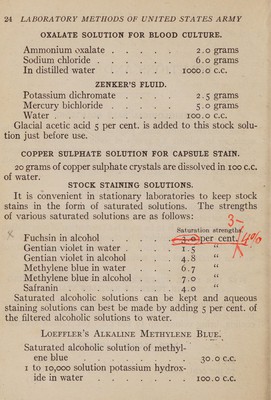 24 LABORATORY METHODS OF UNITED STATES ARMY
OXALATE SOLUTION FOR BLOOD CULTURE.
Ammonium oxalate . . . . . 2.0 grams
Sodium chloride . . . . . . 6.0 grams
In distilled water . . . . . 1000.0 c.c.
ZENKER'S FLUID.
Potassium dichromate . . . . 2.5 grams
Mercury bichloride . . . . 5.0 grams
Water . . . . . . . . 100.0 c.c.
Glacial acetic acid 5 per cent. is added to this stock solu-
tion just before use.
COPPER SULPHATE SOLUTION FOR CAPSULE STAIN.
20 grams of copper sulphate crystals are dissolved in 100 c.c.
of water.
STOCK STAINING SOLUTIONS.
It is convenient in stationary laboratories to keep stock
stains in the form of saturated solutions. The strengths
of various saturated solutions are as follows:
3-
Saturation strengths
Fuchsin in alcohol . . . 3.0 per cent. 4%
Gentian violet in water . . . 1.5 "
Gentian violet in alcohol . . . 4.8 "
Methylene blue in water . . . 6.7 "
Methylene blue in alcohol . . . 7.0 "
Safranin . . . . . . . 4.0 "
Saturated alcoholic solutions can be kept and aqueous
staining solutions can best be made by adding 5 per cent. of
the filtered alcoholic solutions to water.
LOEFFLER'S ALKALINE METHYLENE BLUE.
Saturated alcoholic solution of methyl-
ene blue . . . . . . . 30.0 c.c.
1 to 10,000 solution potassium hydrox-
ide in water . . . . . . 100.0 c.c.